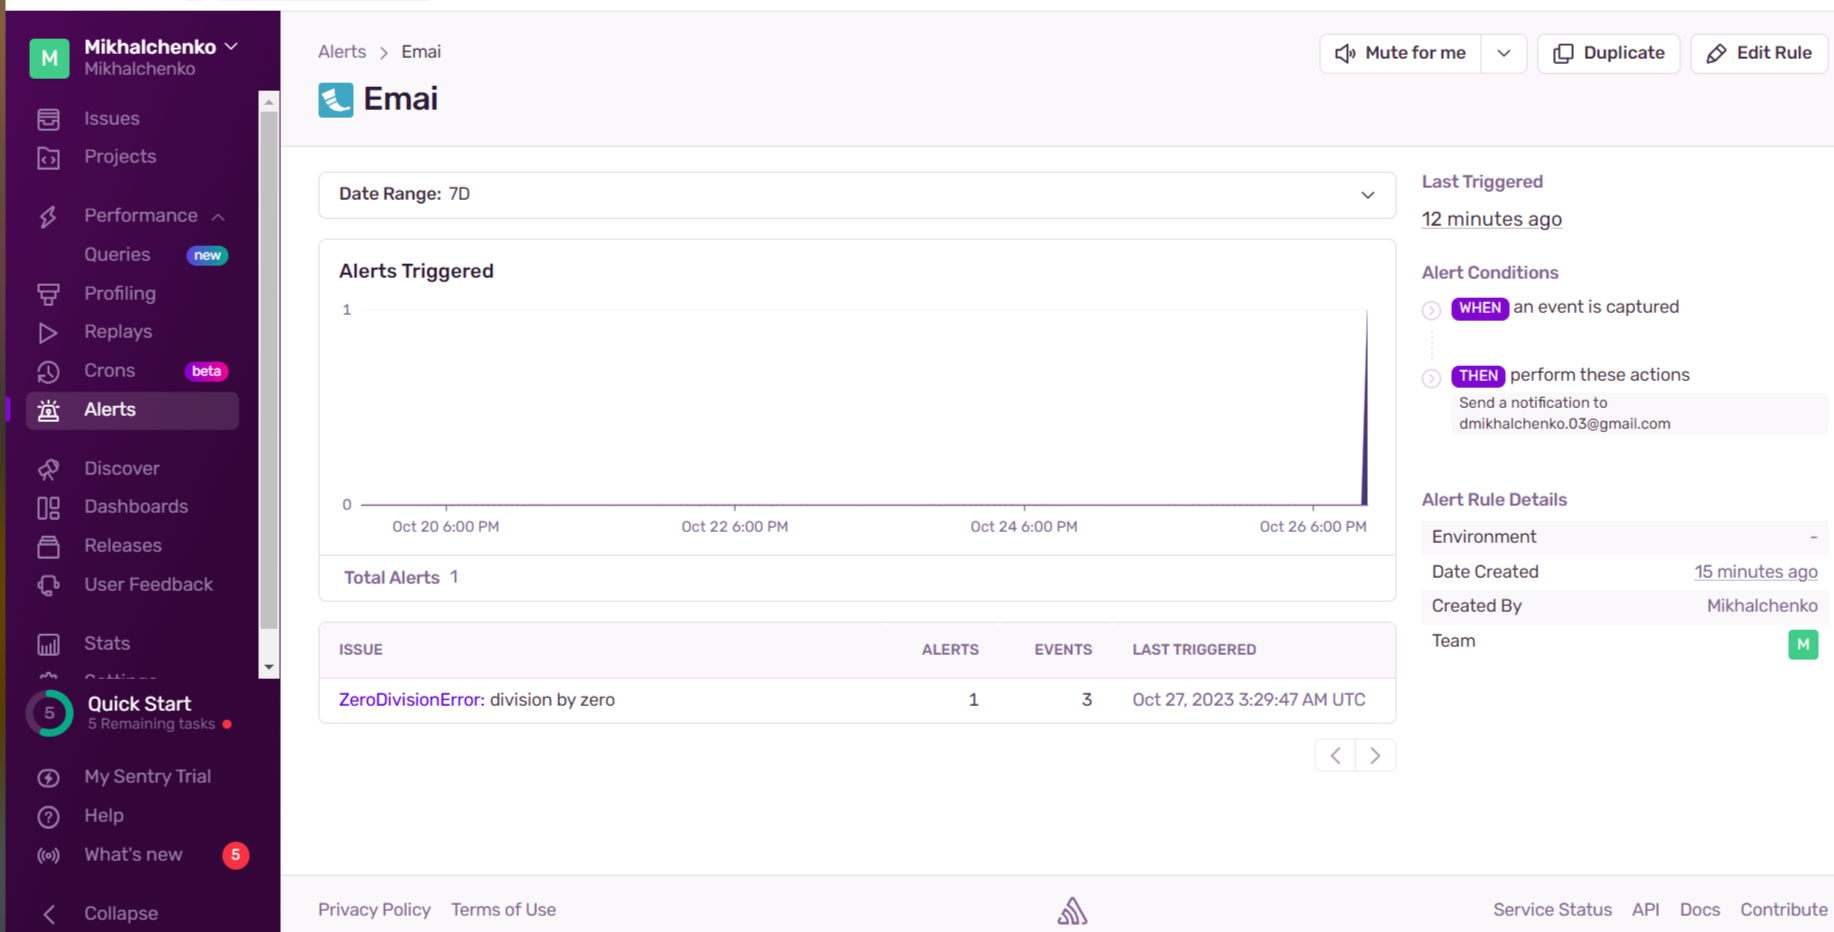 M
Mikhalchenko
Mikhalchenko
Issues
Projects
Performance
Queries new
Profiling
Replays
Crons beta
Alerts
Discover
Dashboards
Releases
User Feedback
Stats
Settings
5
Quick Start
5 Remaining tasks
My Sentry Trial
Help
What's new 5
Collapse
Alerts > Emai
Emai
Mute for me
Duplicate
Edit Rule
Date Range: 7D
Alerts Triggered
1
0
Oct 20 6:00 PM Oct 22 6:00 PM Oct 24 6:00 PM Oct 26 6:00 PM
Total Alerts 1
ISSUE ALERTS EVENTS LAST TRIGGERED
ZeroDivisionError: division by zero 1 3 Oct 27, 2023 3:29:47 AM UTC
Last Triggered
12 minutes ago
Alert Conditions
WHEN an event is captured
THEN perform these actions
Send a notification to
dmikhalchenko.03@gmail.com
Alert Rule Details
Environment -
Date Created 15 minutes ago
Created By Mikhalchenko
Team M
Privacy Policy Terms of Use
Service Status API Docs Contribute